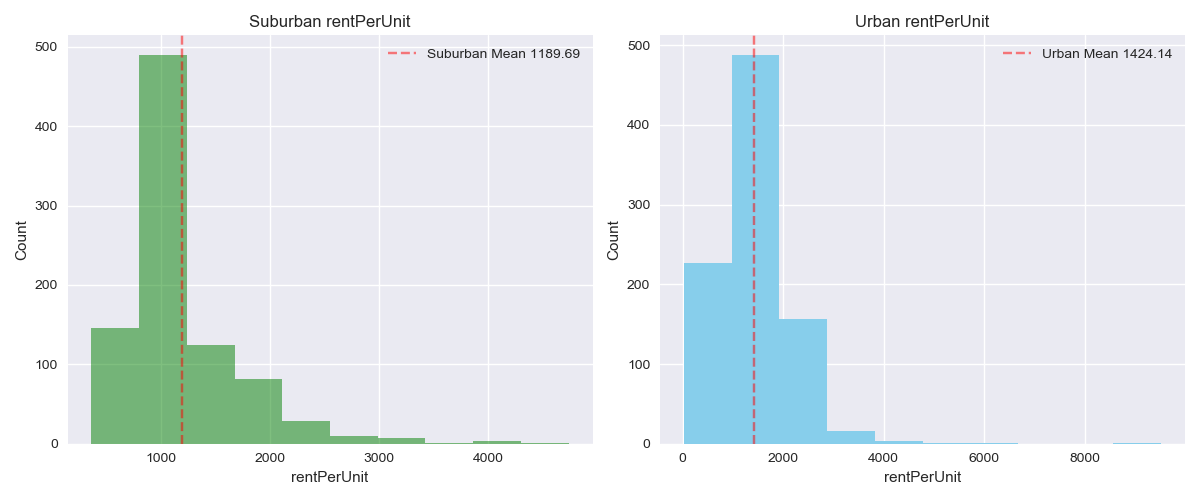 Suburban rentPerUnit
Urban rentPerUnit
Suburban Mean 1189.69
Urban Mean 1424.14
500
400
300
200
100
0
Count
1000
2000
3000
4000
rentPerUnit
500
400
300
200
100
0
Count
0
2000
4000
6000
8000
rentPerUnit